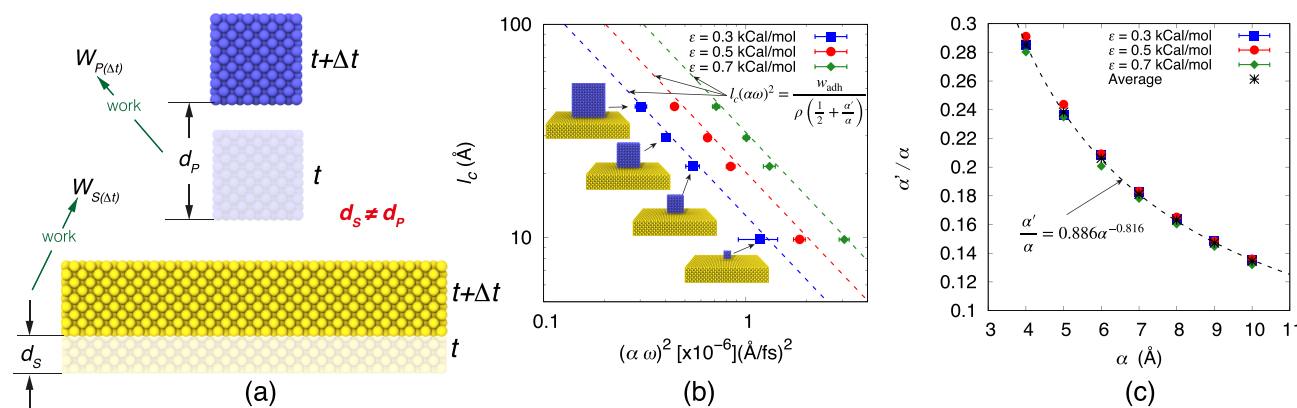 W_{P(Δt)}
work
t+Δt
d_P
t
W_{S(Δt)}
work
d_S ≠ d_P
t+Δt
d_S
t
(a)
100
10
l_c (Å)
ε = 0.3 kCal/mol
ε = 0.5 kCal/mol
ε = 0.7 kCal/mol
l_c(αω)^2 = w_adh / ρ(1/2 + α′/α)
0.1
1
(α ω)^2 [x10^{-6}](Å/fs)^2
(b)
0.3
0.28
0.26
0.24
0.22
0.2
0.18
0.16
0.14
0.12
0.1
α' / α
ε = 0.3 kCal/mol
ε = 0.5 kCal/mol
ε = 0.7 kCal/mol
Average
α′/α = 0.886α^{-0.816}
3 4 5 6 7 8 9 10 11
α (Å)
(c)